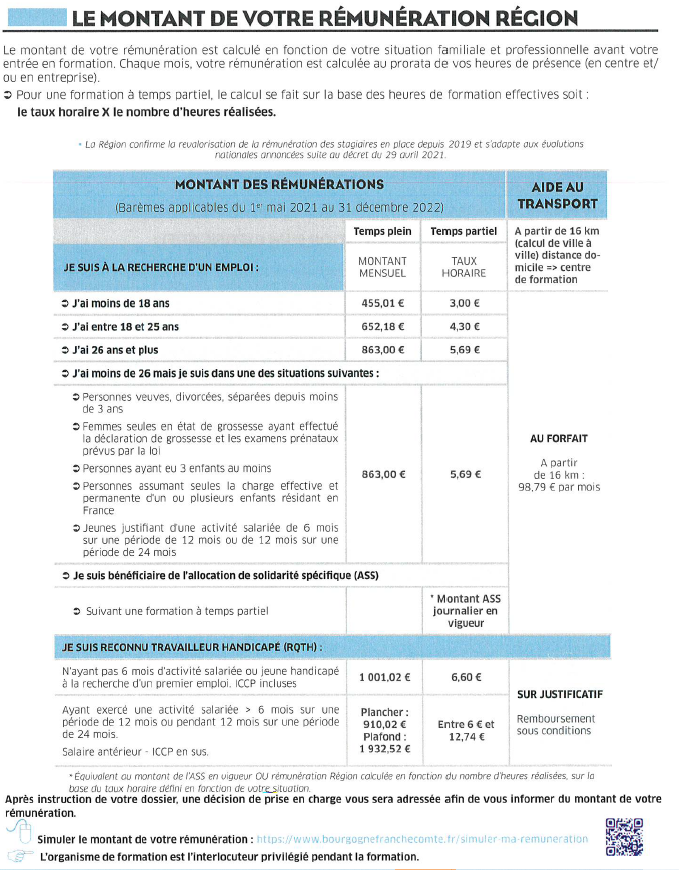 LE MONTANT DE VOTRE RÉMUNÉRATION RÉGION
Le montant de votre rémunération est calculé en fonction de votre situation familiale et professionnelle avant votre
entrée en formation. Chaque mois, votre rémunération est calculée au prorata de vos heures de présence (en centre et/
ou en entreprise).
➲ Pour une formation à temps partiel, le calcul se fait sur la base des heures de formation effectives soit :
le taux horaire X le nombre d'heures réalisées.
* La Région confirme la revalorisation de la rémunération des stagiaires en place depuis 2019 et s'adapte aux évolutions
nationales annoncées suite au décret du 29 avril 2021.
MONTANT DES RÉMUNÉRATIONS
(Barèmes applicables du 1er mai 2021 au 31 décembre 2022)
AIDE AU
TRANSPORT
Temps plein
Temps partiel
A partir de 16 km
(calcul de ville à
ville) distance do-
micile => centre
de formation
JE SUIS À LA RECHERCHE D'UN EMPLOI :
MONTANT
MENSUEL
TAUX
HORAIRE
➲ J'ai moins de 18 ans
455,01 €
3,00 €
➲ J'ai entre 18 et 25 ans
652,18 €
4,30 €
➲ J'ai 26 ans et plus
863,00 €
5,69 €
➲ J'ai moins de 26 mais je suis dans une des situations suivantes :
➲ Personnes veuves, divorcées, séparées depuis moins
de 3 ans
➲ Femmes seules en état de grossesse ayant effectué
la déclaration de grossesse et les examens prénataux
prévus par la loi
➲ Personnes ayant eu 3 enfants au moins
➲ Personnes assumant seules la charge effective et
permanente d'un ou plusieurs enfants résidant en
France
➲ Jeunes justifiant d'une activité salariée de 6 mois
sur une période de 12 mois ou de 12 mois sur une
période de 24 mois
863,00 €
5,69 €
AU FORFAIT
A partir
de 16 km :
98,79 € par mois
➲ Je suis bénéficiaire de l'allocation de solidarité spécifique (ASS)
➲ Suivant une formation à temps partiel
* Montant ASS
journalier en
vigueur
JE SUIS RECONNU TRAVAILLEUR HANDICAPÉ (RQTH) :
N'ayant pas 6 mois d'activité salariée ou jeune handicapé
à la recherche d'un premier emploi. ICCP incluses
1 001,02 €
6,60 €
Ayant exercé une activité salariée > 6 mois sur une
période de 12 mois ou pendant 12 mois sur une période
de 24 mois.
Salaire antérieur - ICCP en sus.
Plancher :
910,02 €
Plafond :
1 932,52 €
Entre 6 € et
12,74 €
SUR JUSTIFICATIF
Remboursement
sous conditions
* Équivalent au montant de l'ASS en vigueur OU rémunération Région calculée en fonction du nombre d'heures réalisées, sur la
base du taux horaire défini en fonction de votre situation.
Après instruction de votre dossier, une décision de prise en charge vous sera adressée afin de vous informer du montant de votre
rémunération.
Simuler le montant de votre rémunération : https://www.bourgognefranchecomte.fr/simuler-ma-remuneration
L'organisme de formation est l'interlocuteur privilégié pendant la formation.